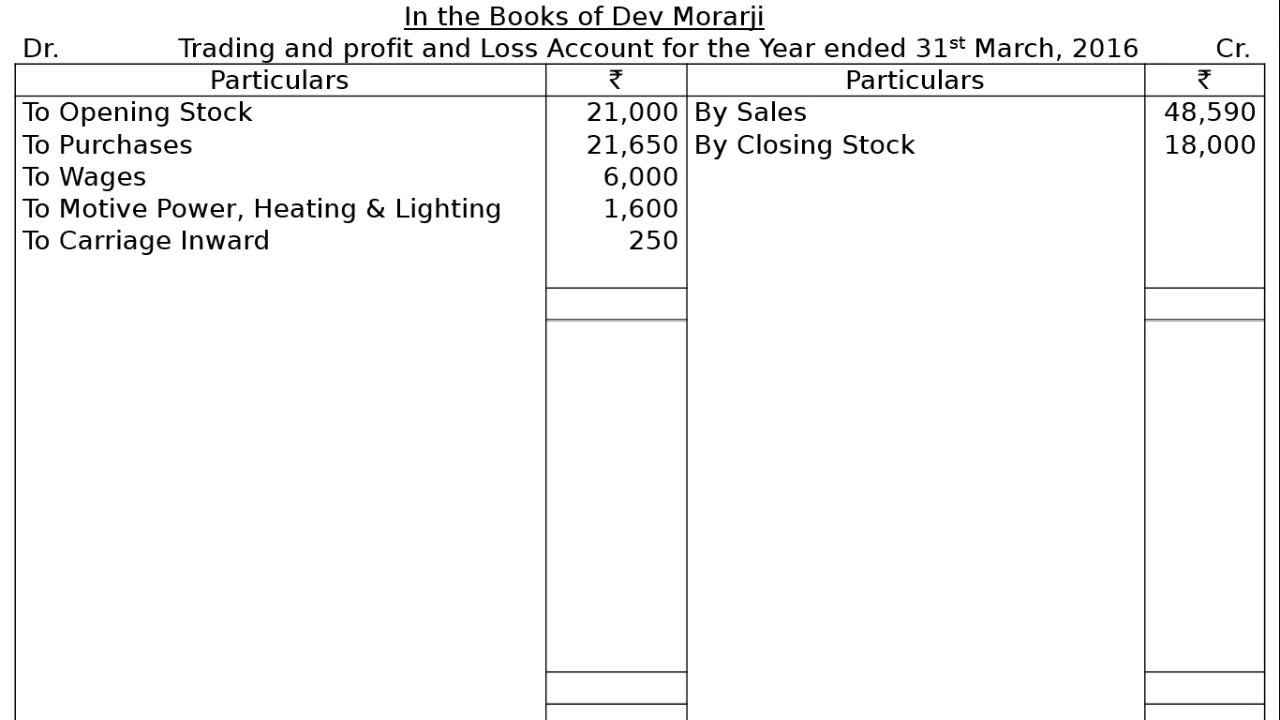 In the Books of Dev Morarji
Dr. Trading and profit and Loss Account for the Year ended 31st March, 2016 Cr.
Particulars ₹ Particulars ₹
To Opening Stock 21,000 By Sales 48,590
To Purchases 21,650 By Closing Stock 18,000
To Wages 6,000
To Motive Power, Heating & Lighting 1,600
To Carriage Inward 250